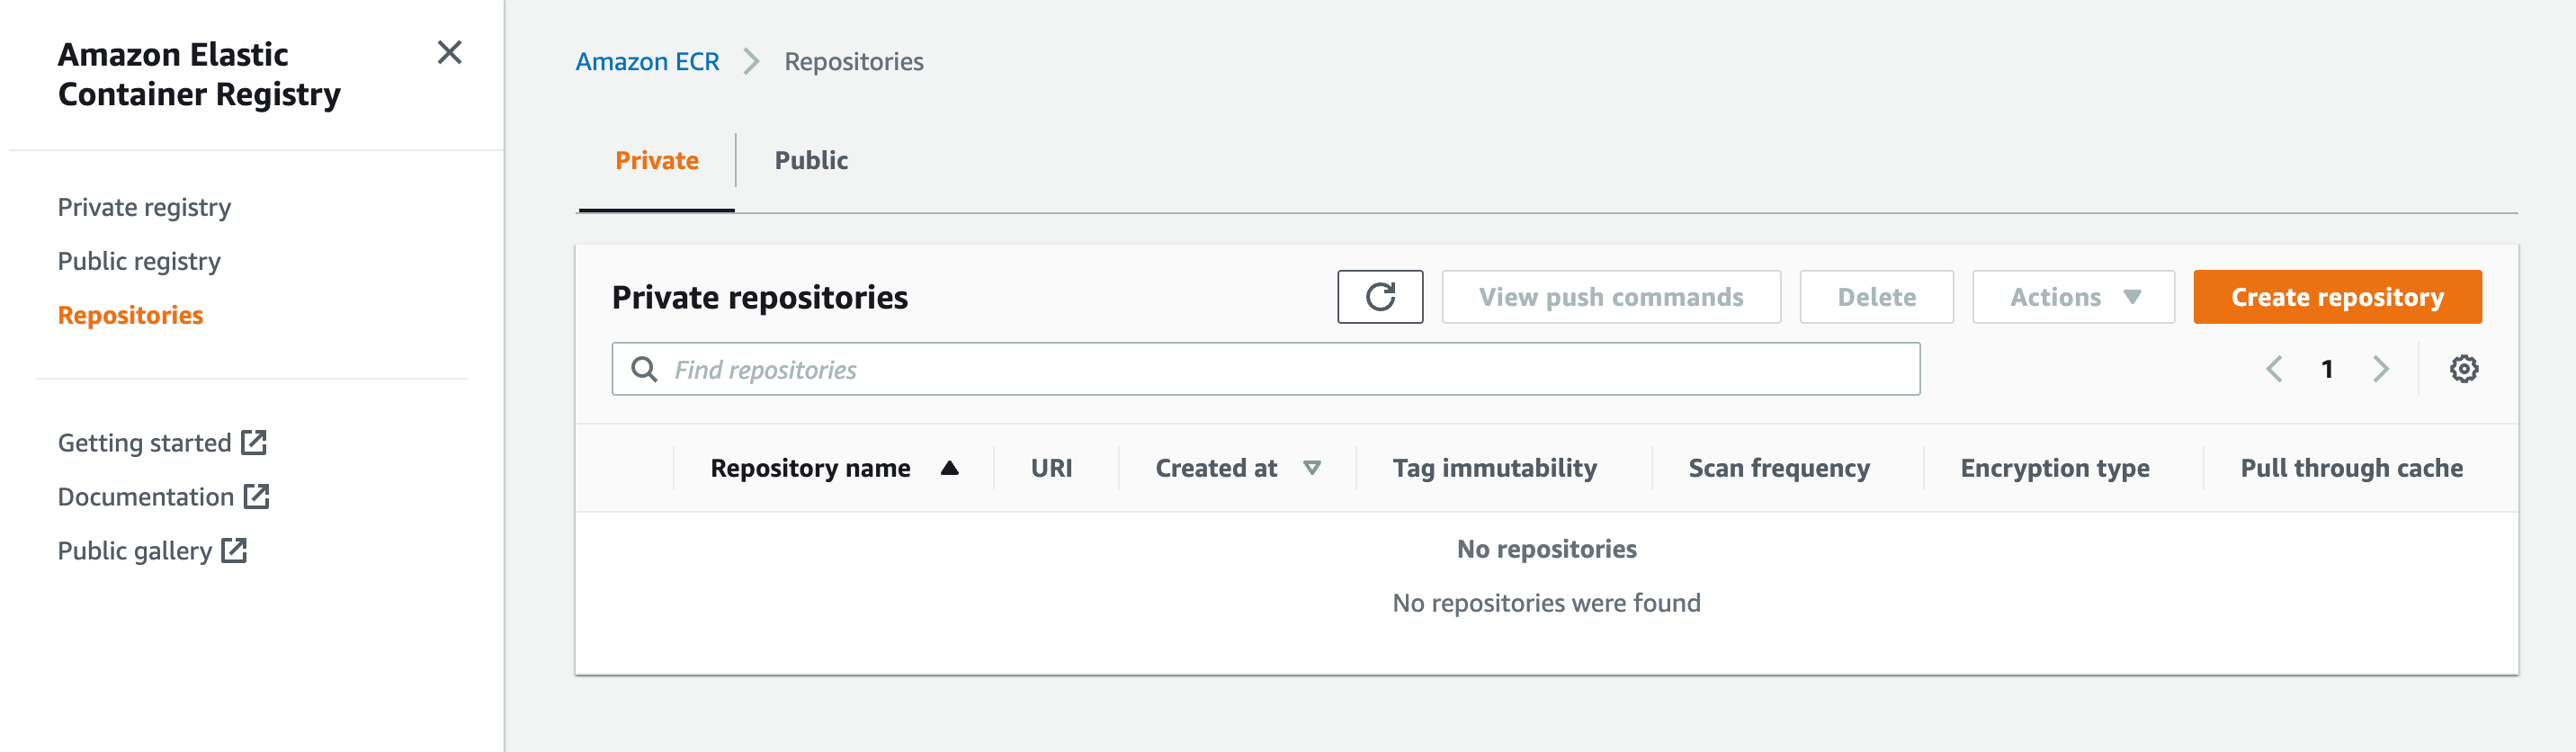 Amazon Elastic
Container Registry
Private registry
Public registry
Repositories
Getting started
Documentation
Public gallery
Amazon ECR Repositories
Private Public
Private repositories View push commands Delete Actions Create repository
Find repositories 1
Repository name URI Created at Tag immutability Scan frequency Encryption type Pull through cache
No repositories
No repositories were found